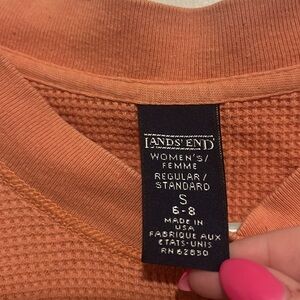 LANDS' END
WOMEN'S/
FEMME
REGULAR/
STANDARD
S
6-8
MADE IN
USA
FABRIQUE AUX
ETATS-UNIS
RN 62830